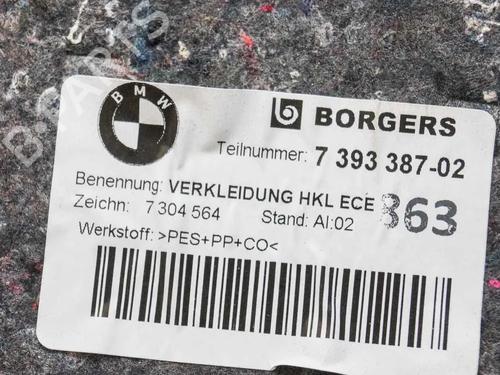 BMW
BORGERS
Teilnummer: 7 393 387-02
Benennung: VERKLEIDUNG HKL ECE
Zeichn: 7 304 564 Stand: AI:02 363
Werkstoff: >PES+PP+CO<
B-PARTS